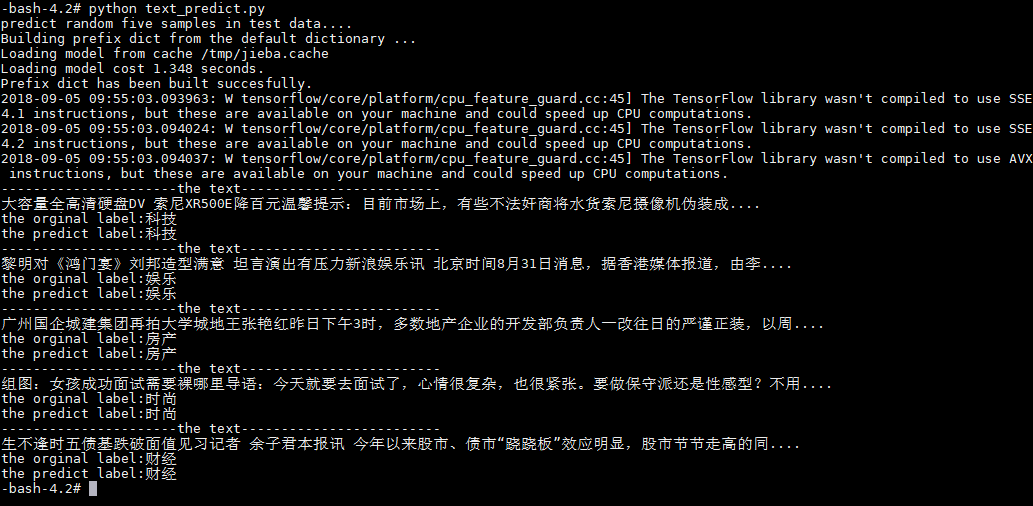 -bash-4.2# python text_predict.py
predict random five samples in test data....
Building prefix dict from the default dictionary ...
Loading model from cache /tmp/jieba.cache
Loading model cost 1.348 seconds.
Prefix dict has been built succesfully.
2018-09-05 09:55:03.093963: W tensorflow/core/platform/cpu_feature_guard.cc:45] The TensorFlow library wasn't compiled to use SSE
4.1 instructions, but these are available on your machine and could speed up CPU computations.
2018-09-05 09:55:03.094024: W tensorflow/core/platform/cpu_feature_guard.cc:45] The TensorFlow library wasn't compiled to use SSE
4.2 instructions, but these are available on your machine and could speed up CPU computations.
2018-09-05 09:55:03.094037: W tensorflow/core/platform/cpu_feature_guard.cc:45] The TensorFlow library wasn't compiled to use AVX
 instructions, but these are available on your machine and could speed up CPU computations.
----------------------the text-------------------------
大容量全高清硬盘DV 索尼XR500E降百元温馨提示：目前市场上，有些不法奸商将水货索尼摄像机伪装成....
the orginal label:科技
the predict label:科技
----------------------the text-------------------------
黎明对《鸿门宴》刘邦造型满意 坦言演出有压力新浪娱乐讯 北京时间8月31日消息，据香港媒体报道，由李....
the orginal label:娱乐
the predict label:娱乐
----------------------the text-------------------------
广州国企城建集团再拍大学城地王张艳红昨日下午3时，多数地产企业的开发部负责人一改往日的严谨正装，以周....
the orginal label:房产
the predict label:房产
----------------------the text-------------------------
组图：女孩成功面试需要裸哪里导语：今天就要去面试了，心情很复杂，也很紧张。要做保守派还是性感型？不用....
the orginal label:时尚
the predict label:时尚
----------------------the text-------------------------
生不逢时五债基跌破面值见习记者 余子君本报讯 今年以来股市、债市“跷跷板”效应明显，股市节节走高的同....
the orginal label:财经
the predict label:财经
-bash-4.2#